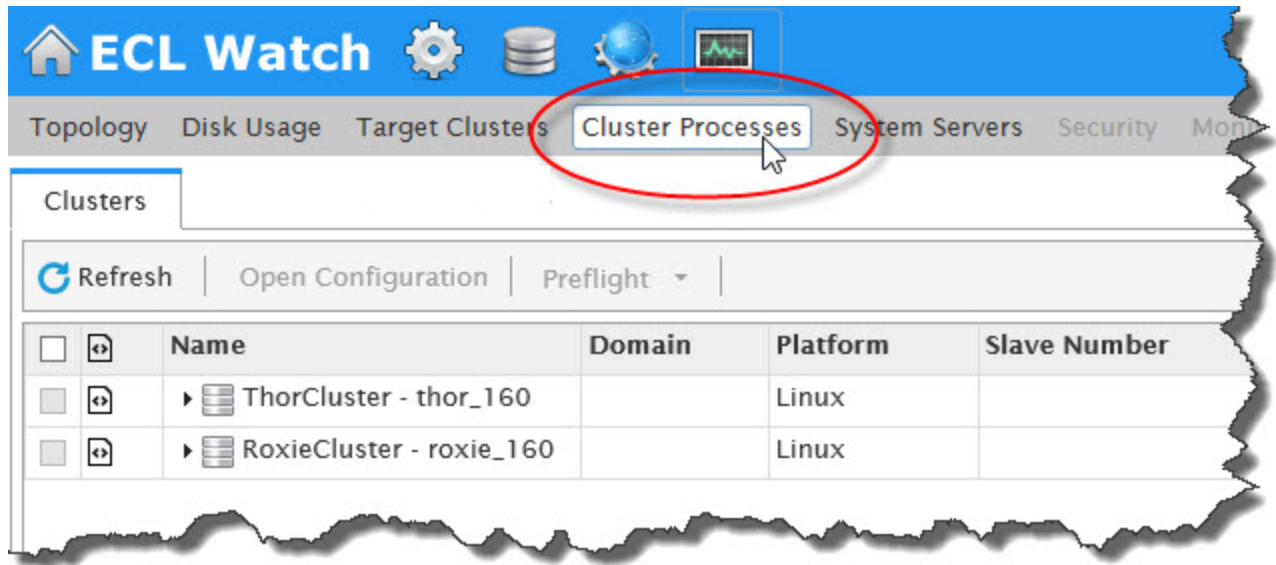 ECL Watch
Topology Disk Usage Target Clusters Cluster Processes System Servers Security
Clusters
Refresh Open Configuration Preflight
Name Domain Platform Slave Number
ThorCluster - thor_160 Linux
RoxieCluster - roxie_160 Linux